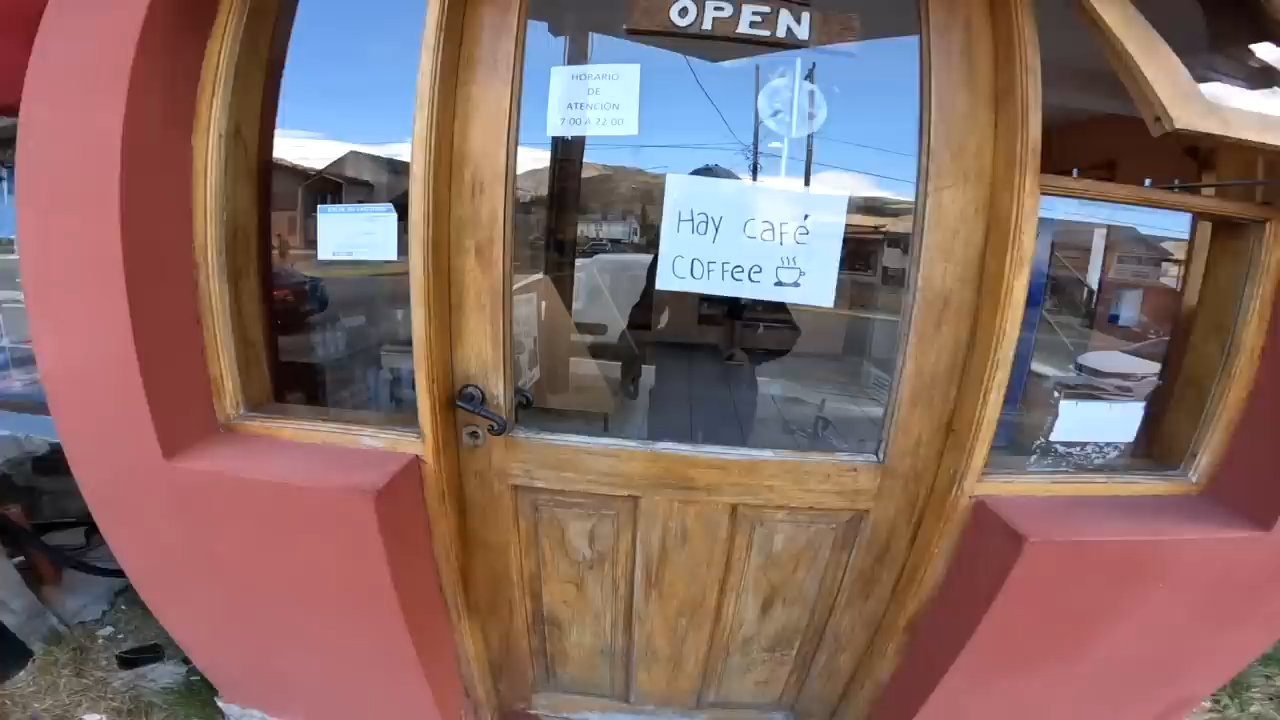 OPEN
HORARIO
DE
ATENCIÓN
7:00 A 22:00
Hay café
COFFee